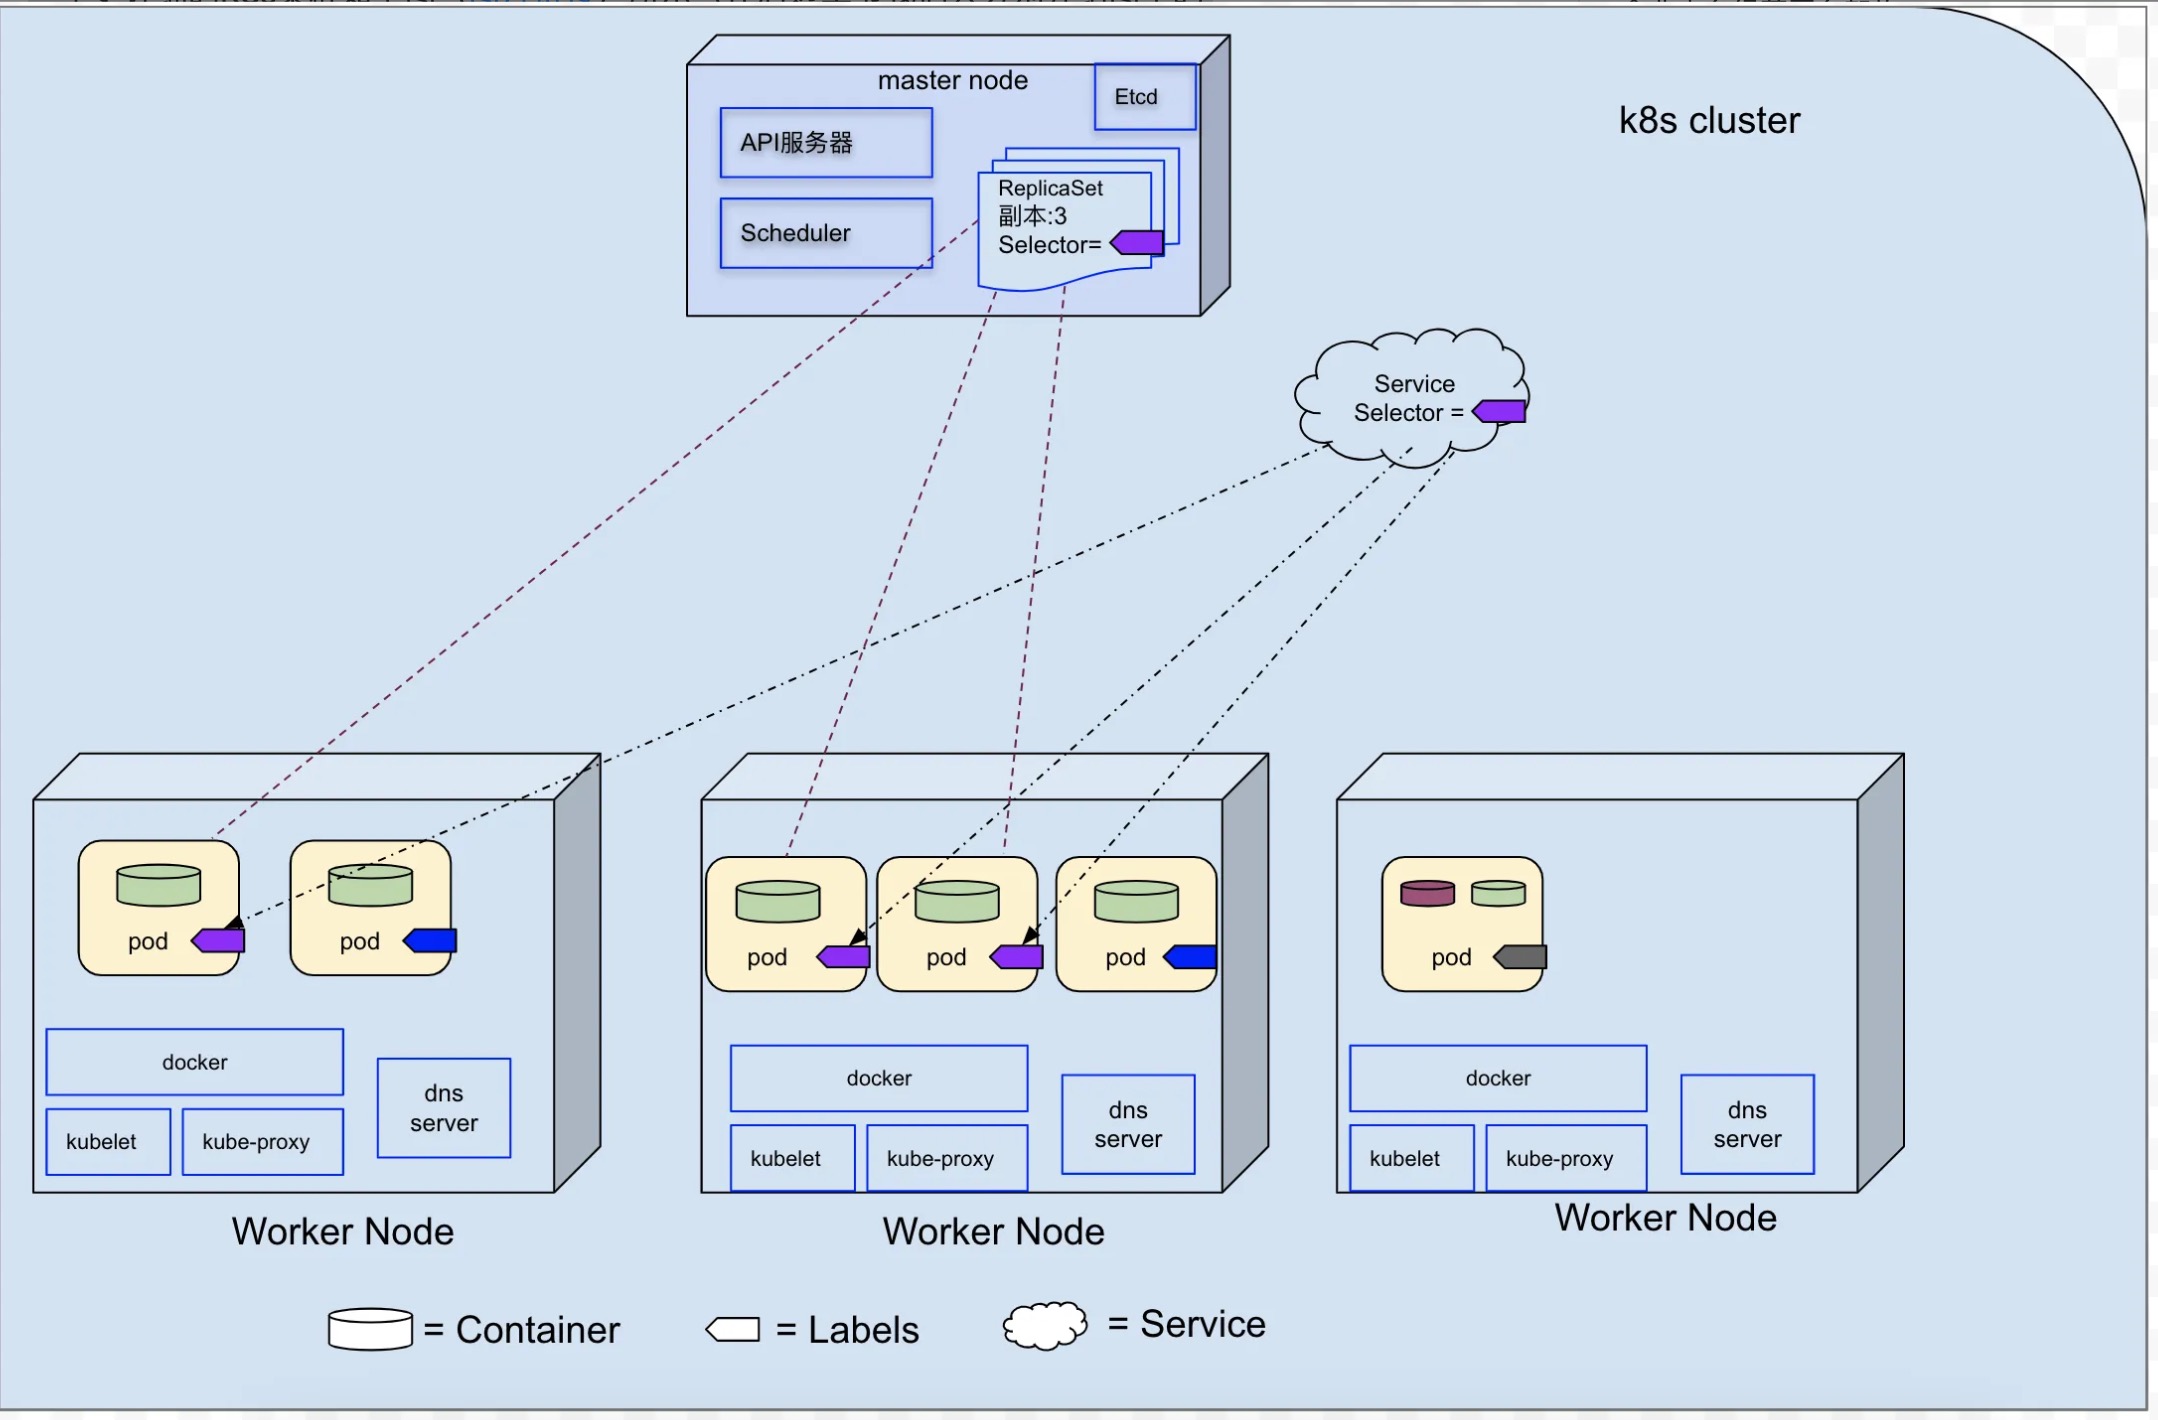 master node
Etcd
k8s cluster
API服务器
ReplicaSet
副本:3
Selector=
Scheduler
Service
Selector =
pod
pod
pod
pod
pod
pod
docker
dns
server
kubelet
kube-proxy
docker
dns
server
kubelet
kube-proxy
docker
dns
server
kubelet
kube-proxy
Worker Node
Worker Node
Worker Node
= Container
= Labels
= Service